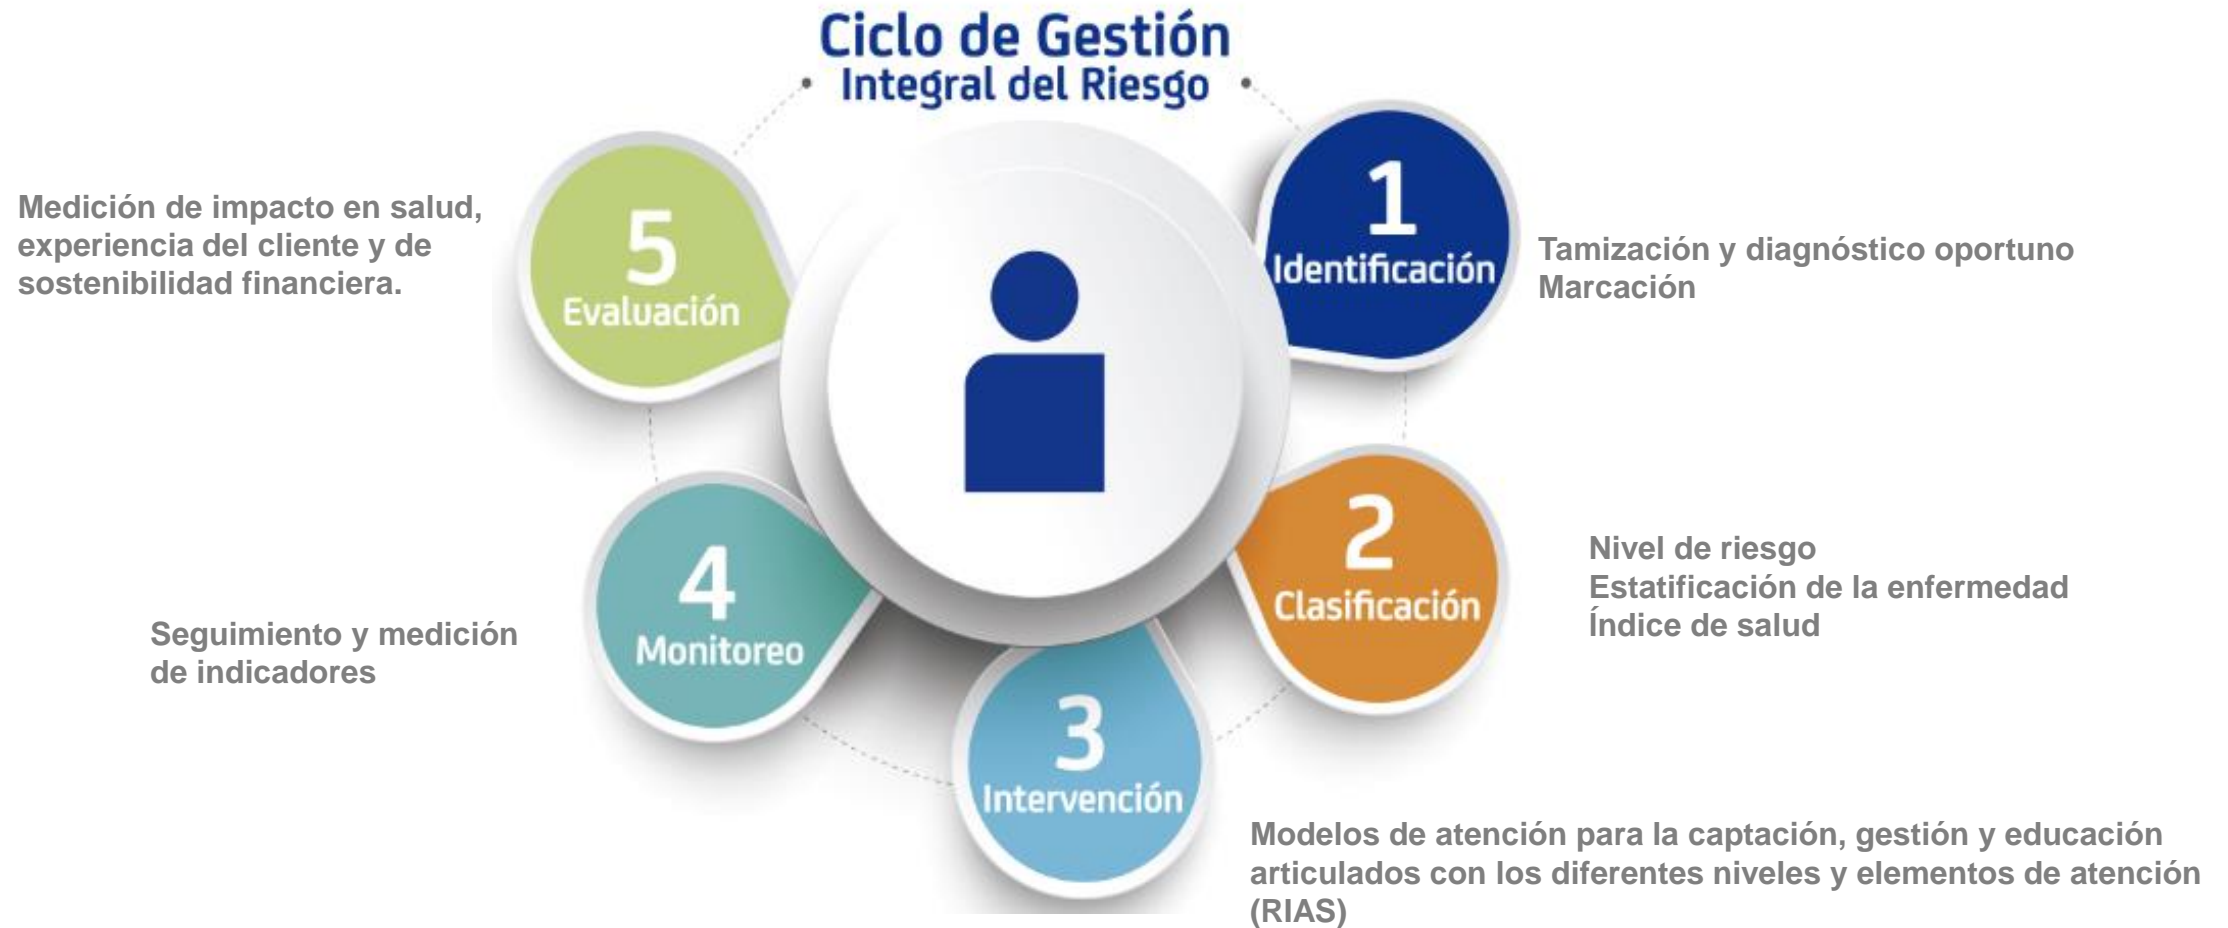 Ciclo de Gestión
Integral del Riesgo
1
Identificación
Tamización y diagnóstico oportuno
Marcación
2
Clasificación
Nivel de riesgo
Estatificación de la enfermedad
Índice de salud
3
Intervención
Modelos de atención para la captación, gestión y educación
articulados con los diferentes niveles y elementos de atención
(RIAS)
4
Monitoreo
Seguimiento y medición
de indicadores
5
Evaluación
Medición de impacto en salud,
experiencia del cliente y de
sostenibilidad financiera.